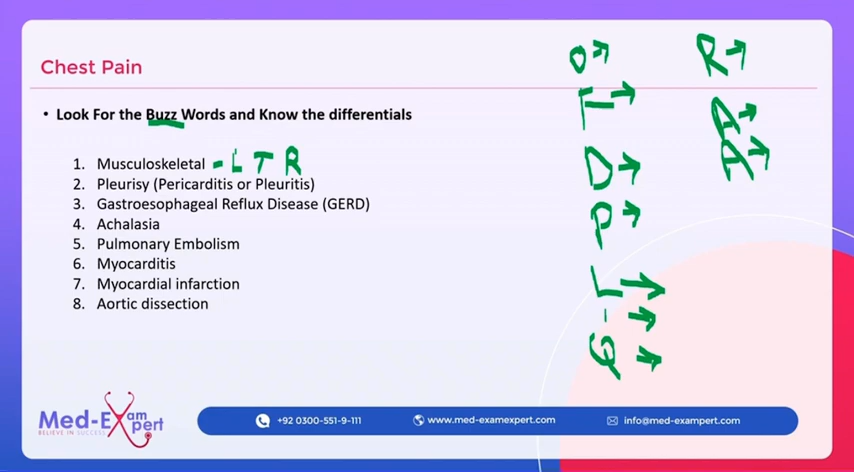 Chest Pain
• Look For the Buzz Words and Know the differentials
1. Musculoskeletal - L T R
2. Pleurisy (Pericarditis or Pleuritis)
3. Gastroesophageal Reflux Disease (GERD)
4. Achalasia
5. Pulmonary Embolism
6. Myocarditis
7. Myocardial infarction
8. Aortic dissection
O →
F →
D →
P →
L →
I →
Q →
R →
A →
A →
Med-Exam Expert
BELIEVE IN SUCCESS
+92 0300-551-9-111
www.med-examexpert.com
info@med-exampert.com